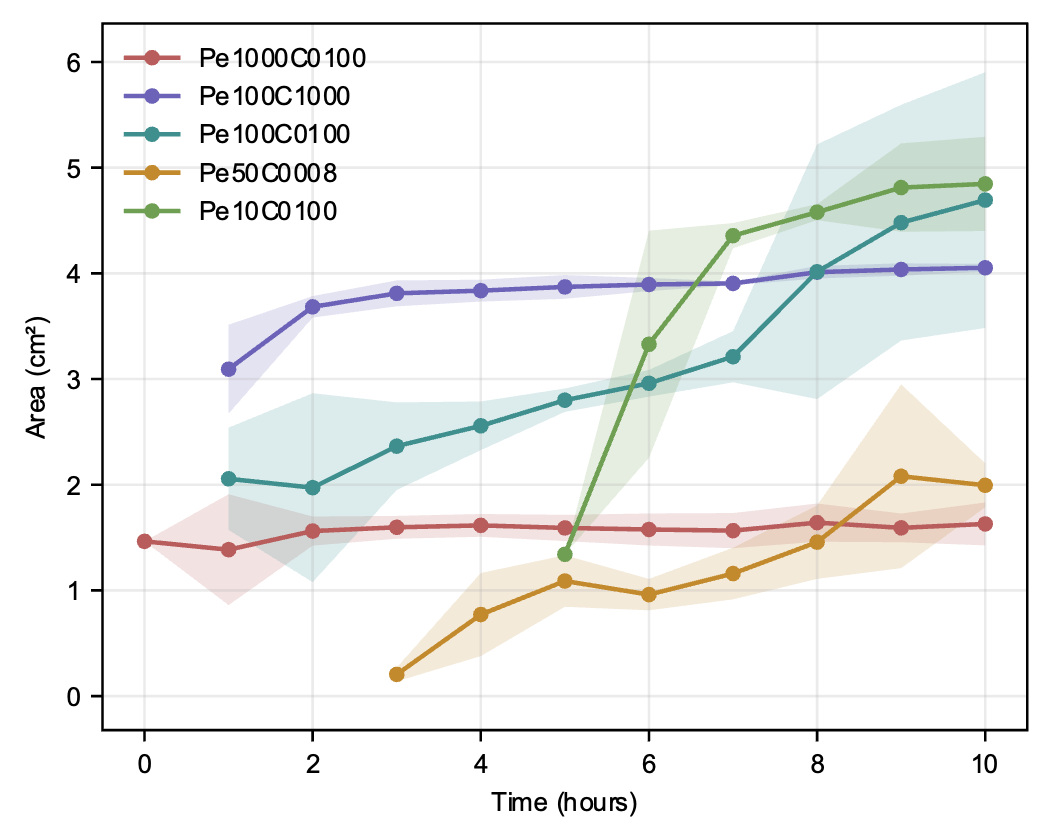 Pe1000C0100
Pe100C1000
Pe100C0100
Pe50C0008
Pe10C0100
6
5
4
3
2
1
0
Area (cm²)
0 2 4 6 8 10
Time (hours)